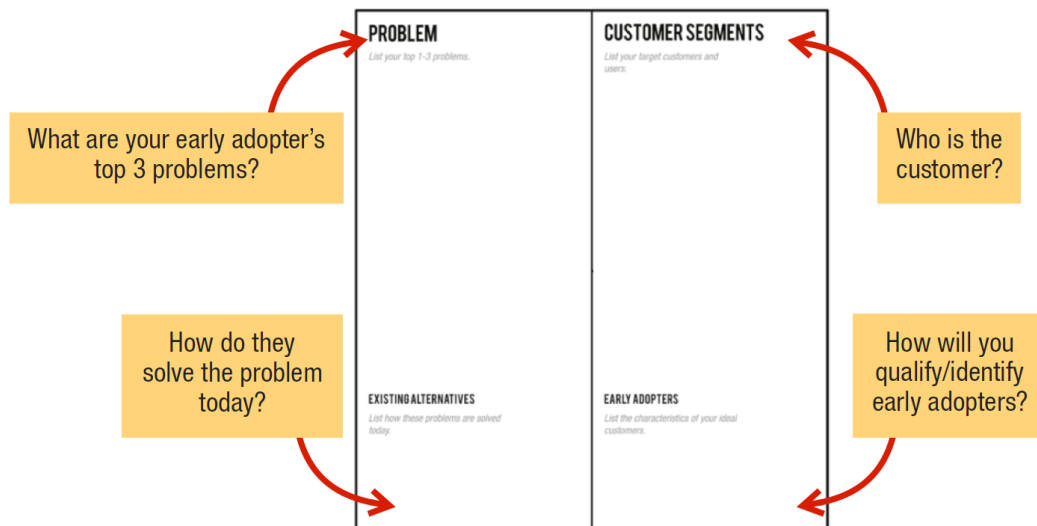 PROBLEM
List your top 1-3 problems.
CUSTOMER SEGMENTS
List your target customers and
users.
What are your early adopter's
top 3 problems?
Who is the
customer?
How do they
solve the problem
today?
EXISTING ALTERNATIVES
List how these problems are solved
today.
EARLY ADOPTERS
List the characteristics of your ideal
customers.
How will you
qualify/identify
early adopters?